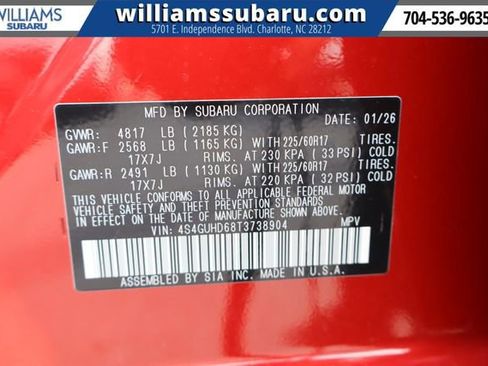 WILLIAMS
SUBARU
williamssubaru.com
5701 E. Independence Blvd. Charlotte, NC 28212
704-536-9635
MFD BY SUBARU CORPORATION DATE: 01/26
GVWR: 4817 LB (2185 KG)
GAWR:F 2568 LB (1165 KG) WITH 225/60R17 TIRES.
17X7J RIMS. AT 230 KPA (33 PSI) COLD
GAWR:R 2491 LB (1130 KG) WITH 225/60R17 TIRES.
17X7J RIMS. AT 220 KPA (32 PSI) COLD
THIS VEHICLE CONFORMS TO ALL APPLICABLE FEDERAL MOTOR
VEHICLE SAFETY AND THEFT PREVENTION STANDARDS
IN EFFECT ON THE DATE OF MANUFACTURE SHOWN ABOVE.
VIN: 4S4GUHD68T3738904 MPV
ASSEMBLED BY SIA INC. MADE IN U.S.A.